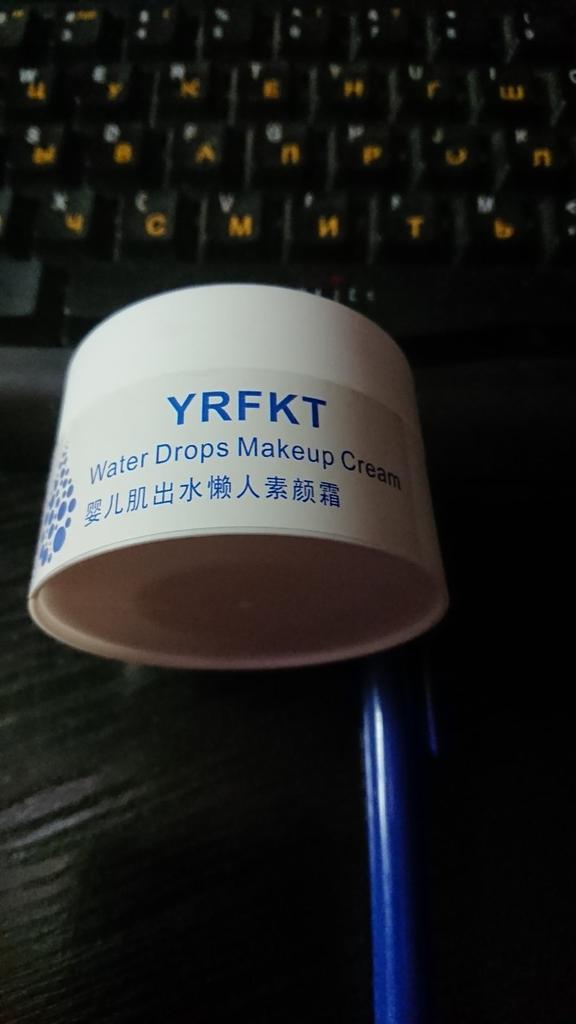 W E R T Y U I
Ц У К Е Н Г Ш
S D F G H J K
Ы В А П Р О Л
X C V M
Ч С М И Т Ь
YRFKT
Water Drops Makeup Cream
婴儿肌出水懒人素颜霜